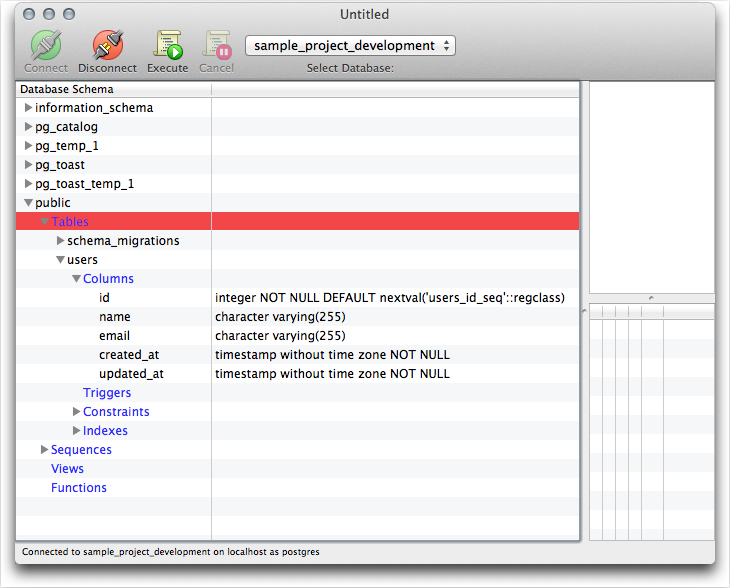 Untitled
Connect Disconnect Execute Cancel
sample_project_development
Select Database:
Database Schema
information_schema
pg_catalog
pg_temp_1
pg_toast
pg_toast_temp_1
public
Tables
schema_migrations
users
Columns
id integer NOT NULL DEFAULT nextval('users_id_seq'::regclass)
name character varying(255)
email character varying(255)
created_at timestamp without time zone NOT NULL
updated_at timestamp without time zone NOT NULL
Triggers
Constraints
Indexes
Sequences
Views
Functions
Connected to sample_project_development on localhost as postgres